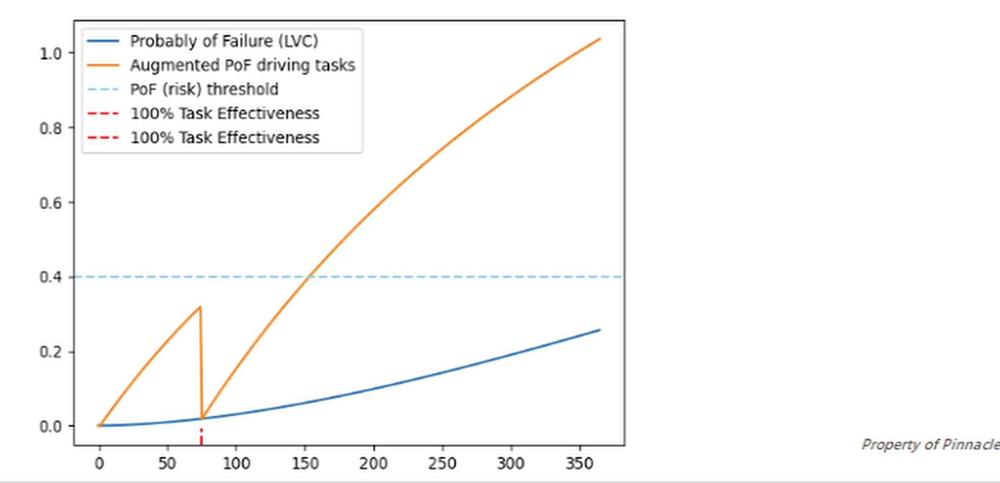 Probably of Failure (LVC)
Augmented PoF driving tasks
PoF (risk) threshold
100% Task Effectiveness
100% Task Effectiveness
1.0
0.8
0.6
0.4
0.2
0.0
0 50 100 150 200 250 300 350
Property of Pinnacle